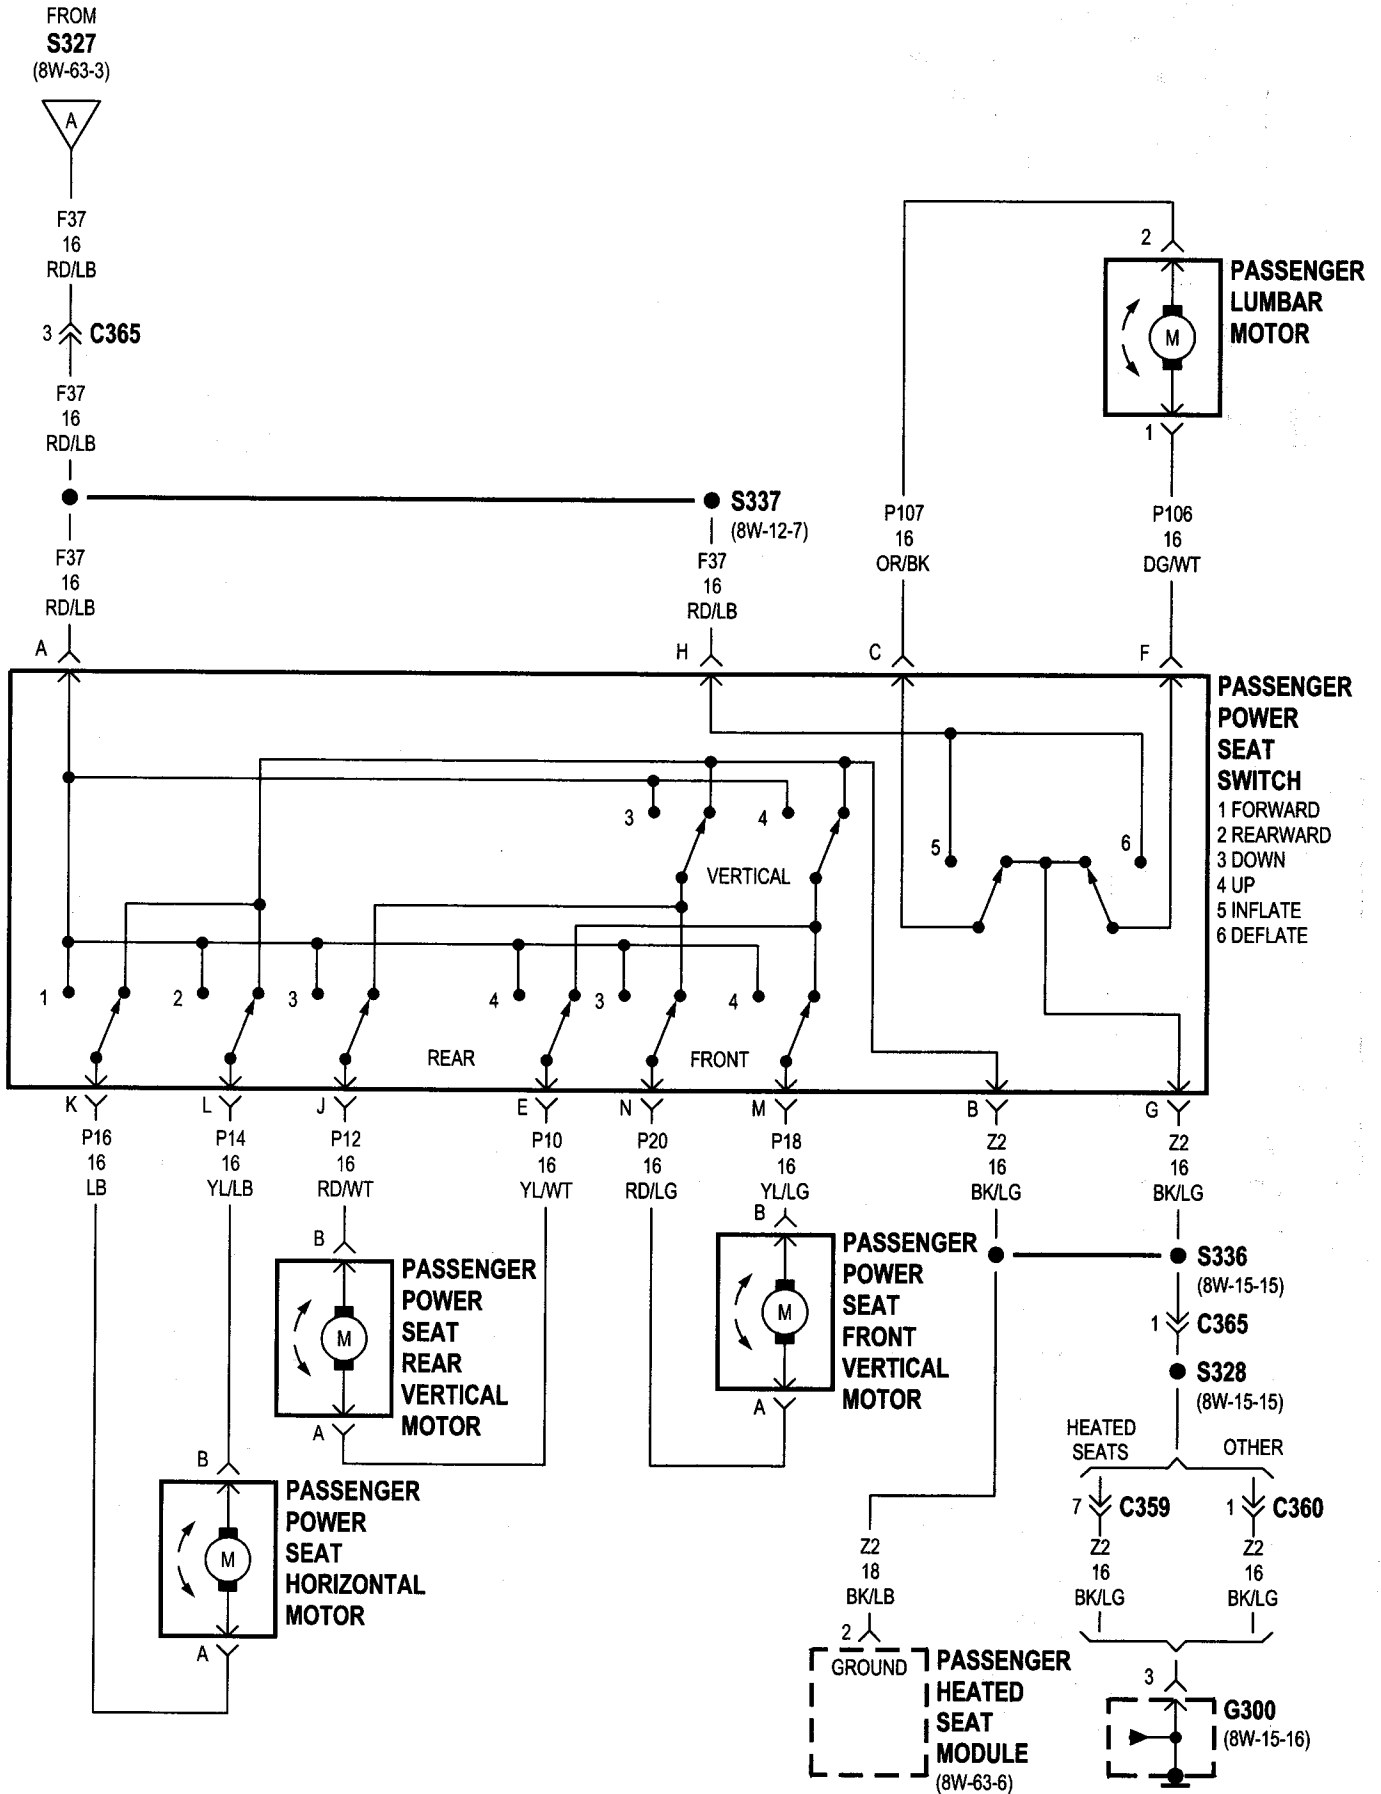 FROM
S327
(8W-63-3)
A
F37
16
RD/LB
3
C365
F37
16
RD/LB
S337
(8W-12-7)
F37
16
RD/LB
F37
16
RD/LB
2
PASSENGER
LUMBAR
MOTOR
M
1
P107
16
OR/BK
P106
16
DG/WT
A
H
C
F
PASSENGER
POWER
SEAT
SWITCH
1 FORWARD
2 REARWARD
3 DOWN
4 UP
5 INFLATE
6 DEFLATE
3
4
5
6
VERTICAL
1
2
3
4
3
4
REAR
FRONT
K
L
J
E
N
M
B
G
P16
16
LB
P14
16
YL/LB
P12
16
RD/WT
P10
16
YL/WT
P20
16
RD/LG
P18
16
YL/LG
Z2
16
BK/LG
Z2
16
BK/LG
B
PASSENGER
POWER
SEAT
REAR
VERTICAL
MOTOR
M
A
B
PASSENGER
POWER
SEAT
FRONT
VERTICAL
MOTOR
M
A
S336
(8W-15-15)
1
C365
S328
(8W-15-15)
HEATED
SEATS
OTHER
7
C359
1
C360
B
PASSENGER
POWER
SEAT
HORIZONTAL
MOTOR
M
A
Z2
18
BK/LB
Z2
16
BK/LG
Z2
16
BK/LG
2
GROUND
PASSENGER
HEATED
SEAT
MODULE
(8W-63-6)
3
G300
(8W-15-16)